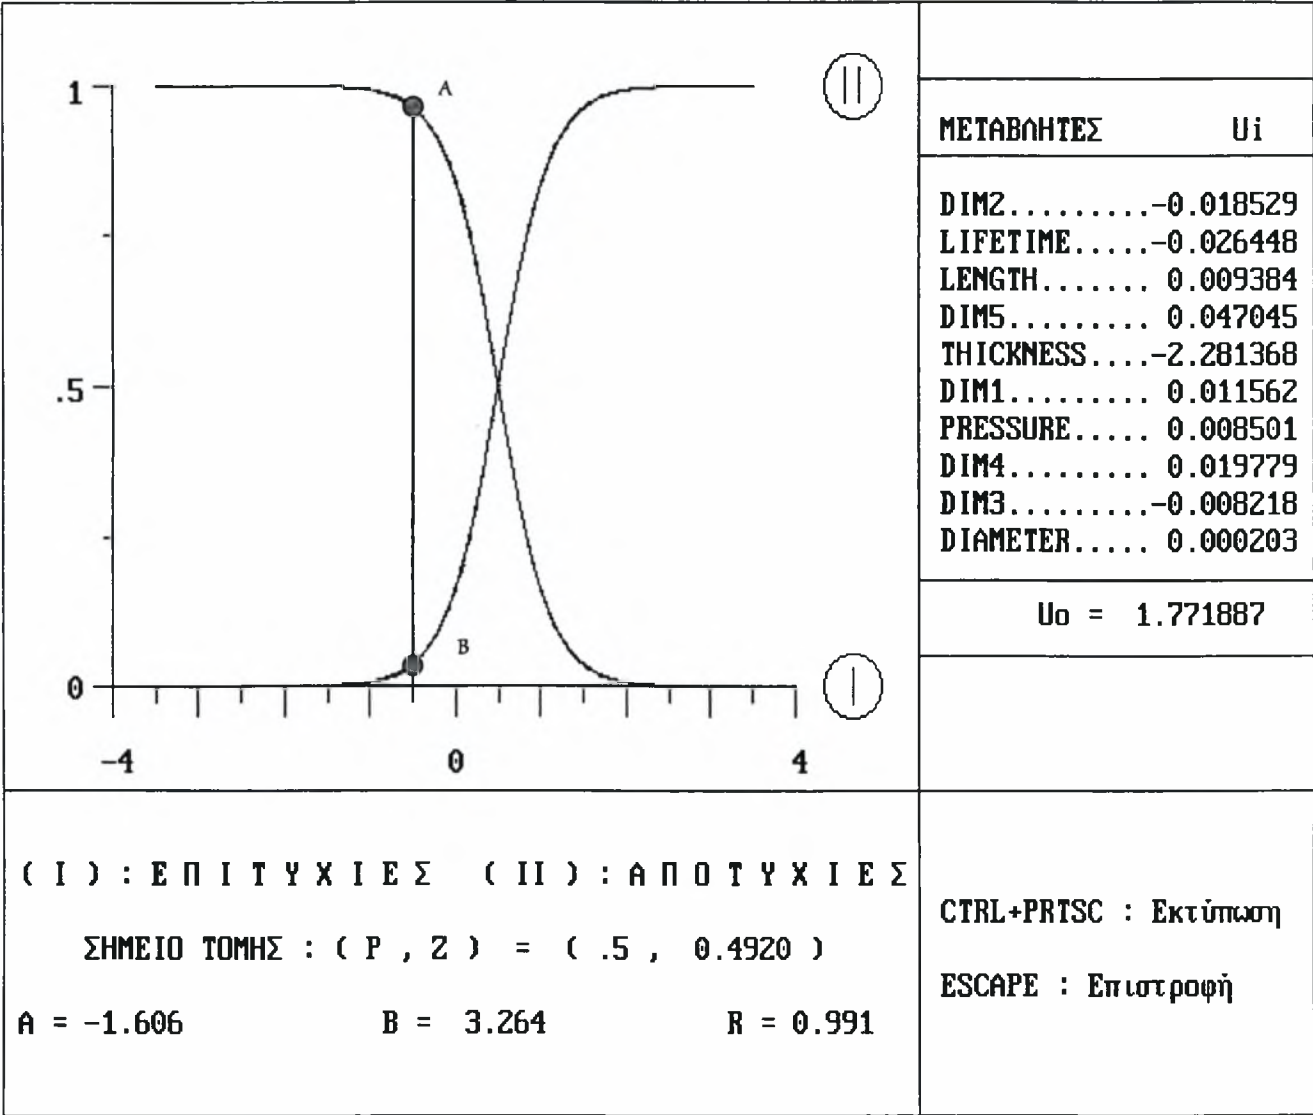 1
A
II
.5
B
0
I
-4 0 4
ΜΕΤΑΒΛΗΤΕΣ Ui
DIM2.........-0.018529
LIFETIME.....-0.026448
LENGTH....... 0.009384
DIM5......... 0.047045
THICKNESS....-2.281368
DIM1......... 0.011562
PRESSURE..... 0.008501
DIM4......... 0.019779
DIM3.........-0.008218
DIAMETER..... 0.000203
Uo = 1.771887
( I ) : Ε Π Ι Τ Υ Χ Ι Ε Σ ( II ) : Α Π Ο Τ Υ Χ Ι Ε Σ
ΣΗΜΕΙΟ ΤΟΜΗΣ : ( P , Z ) = ( .5 , 0.4920 )
A = -1.606 B = 3.264 R = 0.991
CTRL+PRTSC : Εκτύπωση
ESCAPE : Επιστροφή